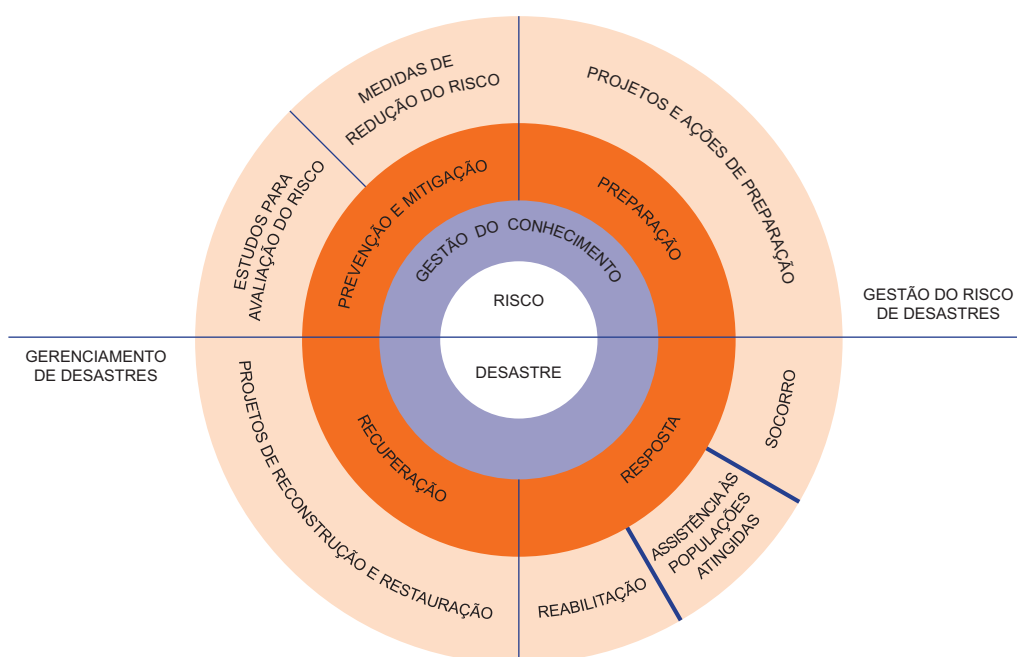 MEDIDAS DE
REDUÇÃO DO RISCO
PROJETOS E AÇÕES DE PREPARAÇÃO
ESTUDOS PARA
AVALIAÇÃO DO RISCO
PREVENÇÃO E MITIGAÇÃO
PREPARAÇÃO
GESTÃO DO CONHECIMENTO
RISCO
GESTÃO DO RISCO
DE DESASTRES
GERENCIAMENTO
DE DESASTRES
DESASTRE
PROJETOS DE RECONSTRUÇÃO E RESTAURAÇÃO
RECUPERAÇÃO
RESPOSTA
SOCORRO
ASSISTÊNCIA ÀS
POPULAÇÕES
ATINGIDAS
REABILITAÇÃO